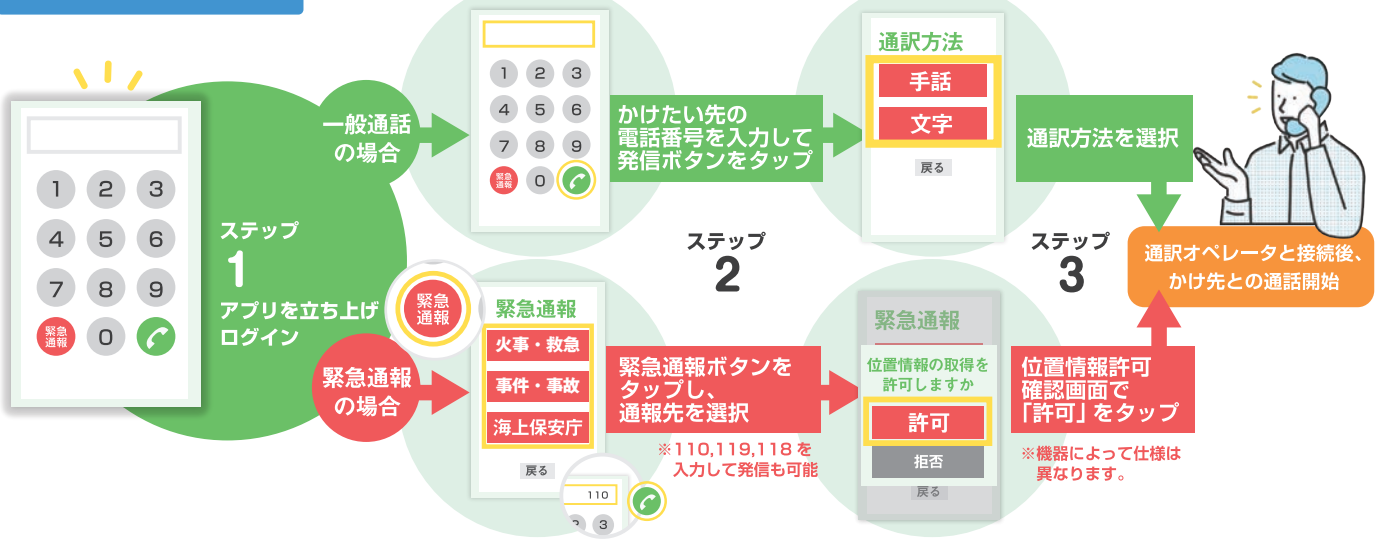 1 2 3
4 5 6
7 8 9
緊急
通報
0
ステップ
1
アプリを立ち上げ
ログイン
一般通話
の場合
1 2 3
4 5 6
7 8 9
緊急
通報
0
かけたい先の
電話番号を入力して
発信ボタンをタップ
通訳方法
手話
文字
戻る
通訳方法を選択
緊急通報
の場合
緊急
通報
緊急通報
火事・救急
事件・事故
海上保安庁
戻る
110
2 3
ステップ
2
緊急通報ボタンを
タップし、
通報先を選択
※110,119,118 を
入力して発信も可能
緊急通報
位置情報の取得を
許可しますか
許可
拒否
戻る
ステップ
3
位置情報許可
確認画面で
「許可」をタップ
※機器によって仕様は
異なります。
通訳オペレータと接続後、
かけ先との通話開始